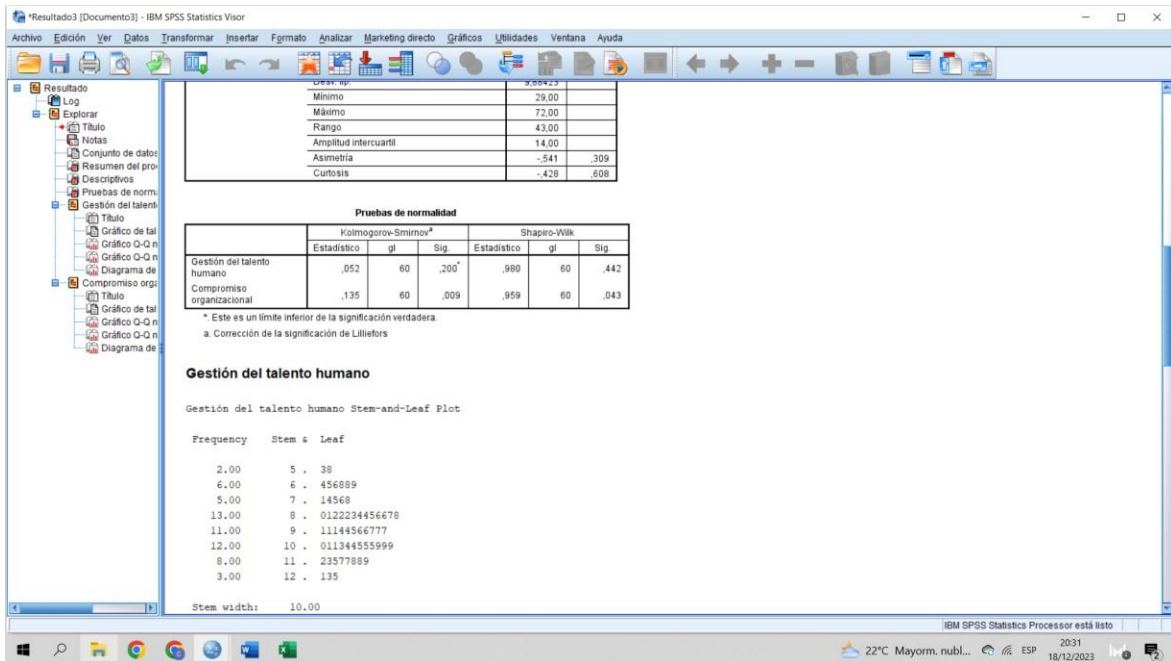 *Resultado3 [Documento3] - IBM SPSS Statistics Visor
Archivo Edición Ver Datos Transformar Insertar Formato Analizar Marketing directo Gráficos Utilidades Ventana Ayuda
Resultado
Log
Explorar
Título
Notas
Conjunto de datos
Resumen del pro
Descriptivos
Pruebas de norm
Gestión del talent
Título
Gráfico de tal
Gráfico Q-Q n
Gráfico Q-Q n
Diagrama de
Compromiso orga
Título
Gráfico de tal
Gráfico Q-Q n
Gráfico Q-Q n
Diagrama de
Desv. típ. 9,88423
Mínimo 29,00
Máximo 72,00
Rango 43,00
Amplitud intercuartil 14,00
Asimetría -,541 ,309
Curtosis -,428 ,608
Pruebas de normalidad
Kolmogorov-Smirnovª Shapiro-Wilk
Estadístico gl Sig. Estadístico gl Sig.
Gestión del talento
humano ,052 60 ,200* ,980 60 ,442
Compromiso
organizacional ,135 60 ,009 ,959 60 ,043
*. Este es un límite inferior de la significación verdadera.
a. Corrección de la significación de Lilliefors
Gestión del talento humano
Gestión del talento humano Stem-and-Leaf Plot
Frequency Stem & Leaf
2.00 5 . 38
6.00 6 . 456889
5.00 7 . 14568
13.00 8 . 0122234456678
11.00 9 . 11144566777
12.00 10 . 011344555999
8.00 11 . 23577889
3.00 12 . 135
Stem width: 10.00
IBM SPSS Statistics Processor está listo
22°C Mayorm. nubl... ESP
20:31
18/12/2023